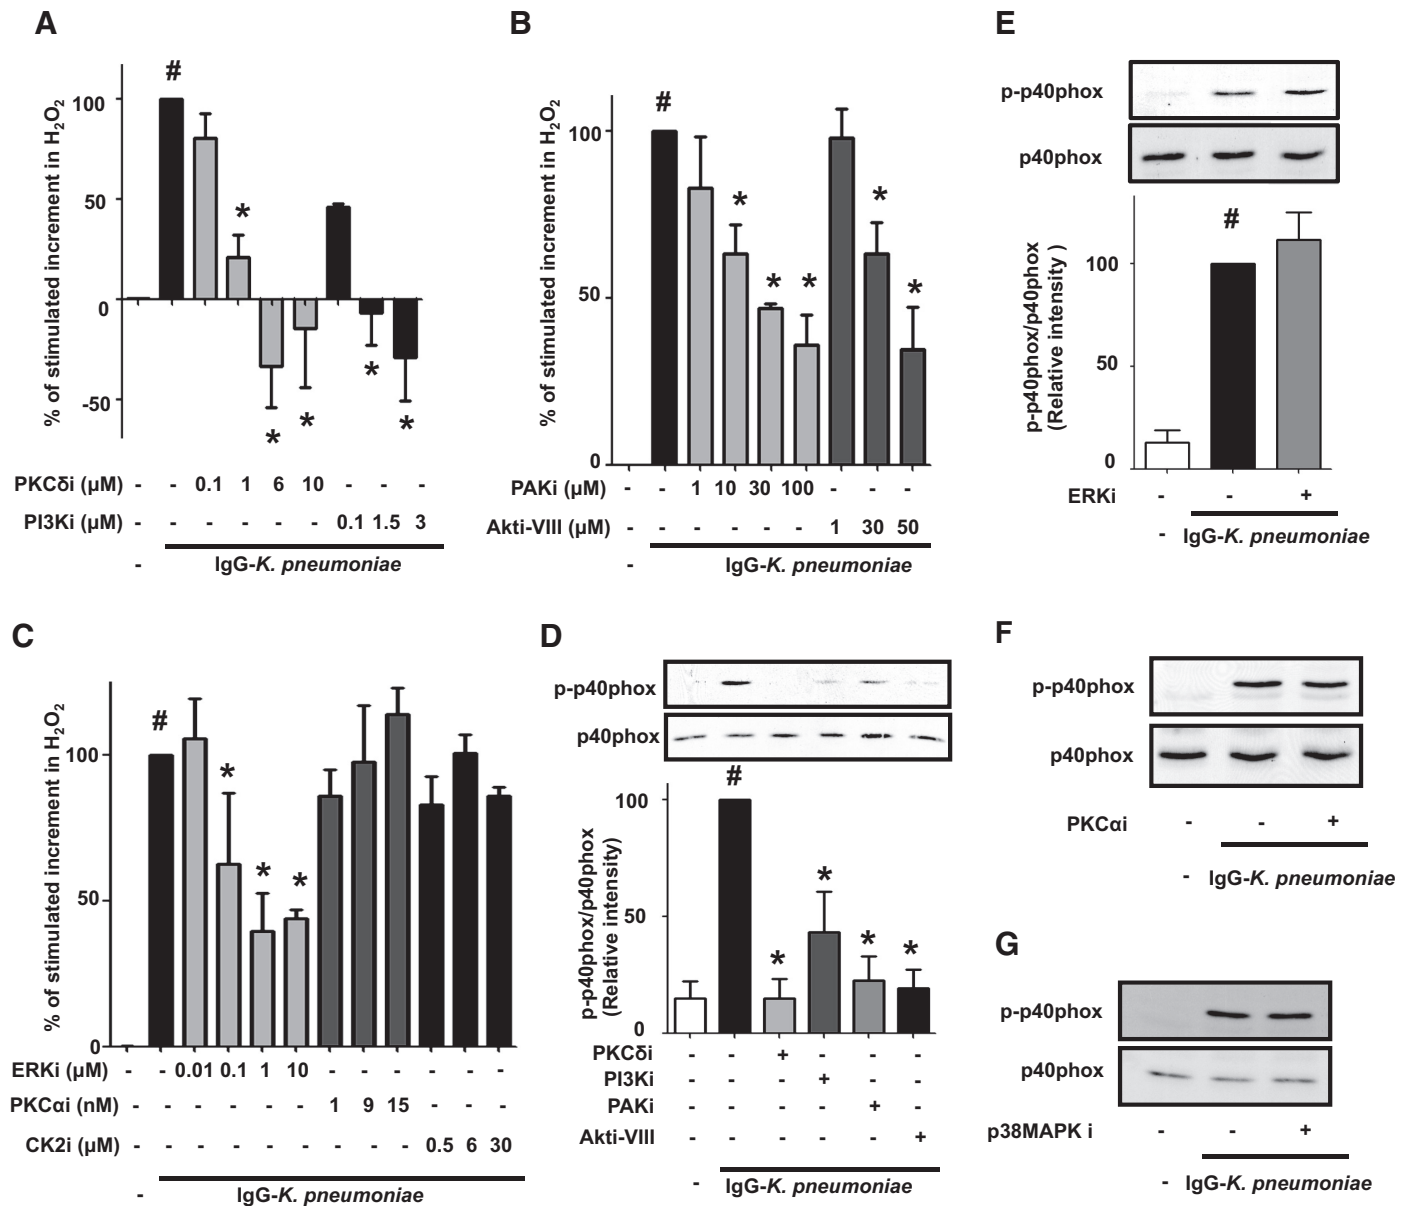 A
% of stimulated increment in H2O2
100
50
0
-50
#
*
*
*
*
*
PKCδi (µM) - - 0.1 1 6 10 - - -
PI3Ki (µM) - - - - - - 0.1 1.5 3
- IgG-K. pneumoniae
B
% of stimulated increment in H2O2
100
50
0
#
*
*
*
*
*
PAKi (µM) - - 1 10 30 100 - - -
Akti-VIII (µM) - - - - - - 1 30 50
- IgG-K. pneumoniae
C
% of stimulated increment in H2O2
100
50
0
#
*
*
*
ERKi (µM) - - 0.01 0.1 1 10 - - - - - -
PKCαi (nM) - - - - - - 1 9 15 - - -
CK2i (µM) - - - - - - - - - 0.5 6 30
- IgG-K. pneumoniae
D
p-p40phox
p40phox
p-p40phox/p40phox
(Relative intensity)
100
50
0
#
*
*
*
*
PKCδi - - + - - -
PI3Ki - - - + - -
PAKi - - - - + -
Akti-VIII - - - - - +
- IgG-K. pneumoniae
E
p-p40phox
p40phox
p-p40phox/p40phox
(Relative intensity )
100
50
0
#
ERKi - - +
- IgG-K. pneumoniae
F
p-p40phox
p40phox
PKCαi - - +
- IgG-K. pneumoniae
G
p-p40phox
p40phox
p38MAPK i - - +
- IgG-K. pneumoniae